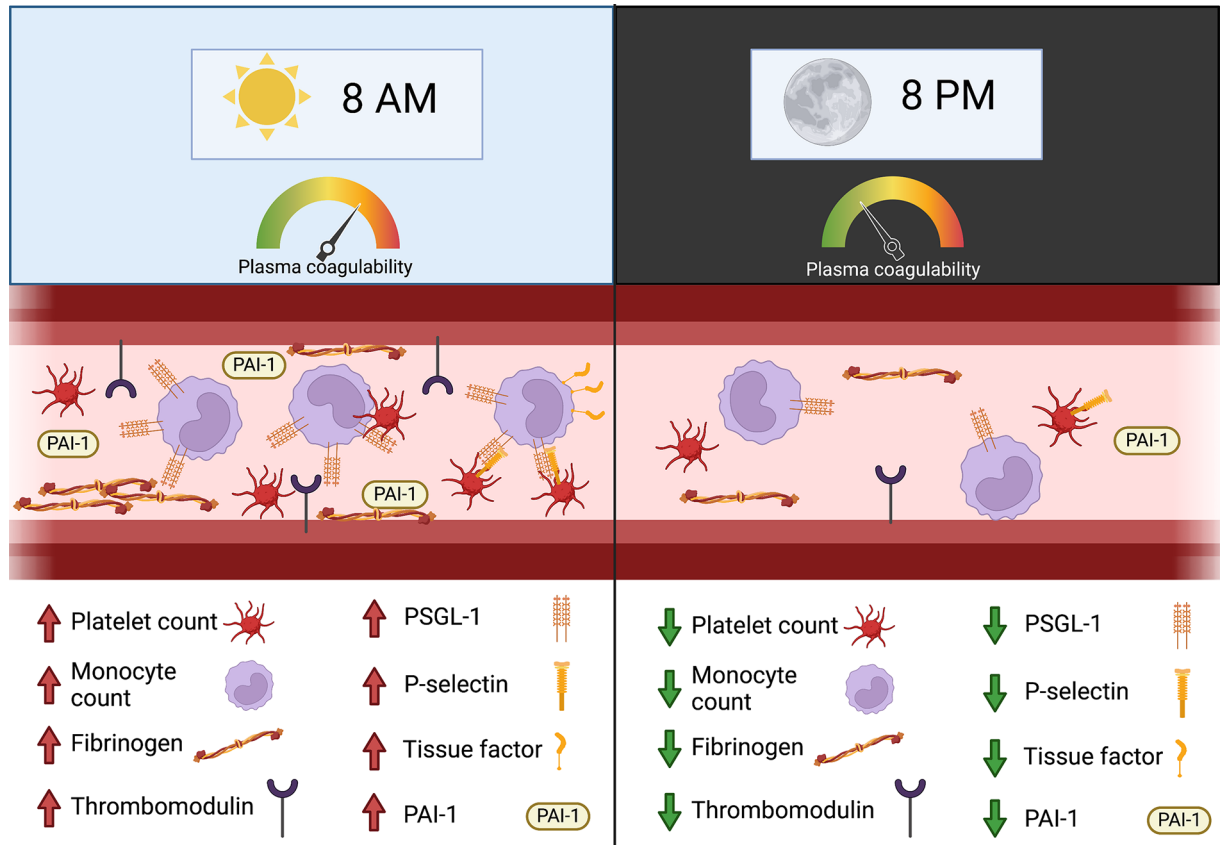 8 AM
Plasma coagulability
PAI-1
PAI-1
PAI-1
Platelet count
Monocyte
count
Fibrinogen
Thrombomodulin
PSGL-1
P-selectin
Tissue factor
PAI-1
PAI-1
8 PM
Plasma coagulability
PAI-1
Platelet count
Monocyte
count
Fibrinogen
Thrombomodulin
PSGL-1
P-selectin
Tissue factor
PAI-1
PAI-1